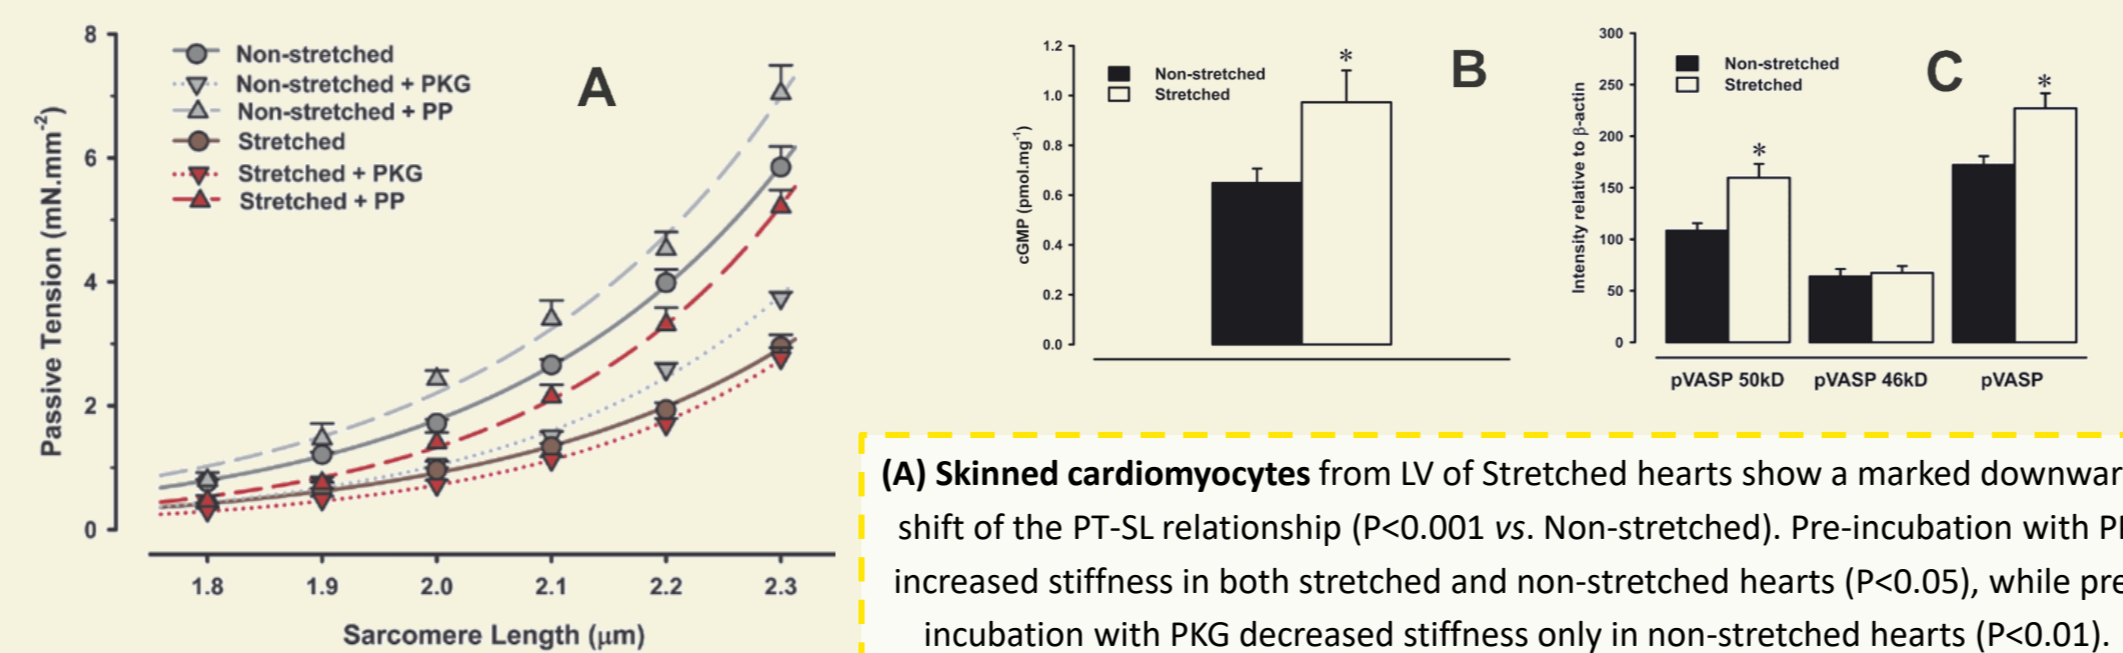 8
6
4
2
0
Passive Tension (mN.mm⁻²)
Non-stretched
Non-stretched + PKG
Non-stretched + PP
Stretched
Stretched + PKG
Stretched + PP
A
1.8 1.9 2.0 2.1 2.2 2.3
Sarcomere Length (μm)
1.2
1.0
0.8
0.6
0.4
0.2
0.0
cGMP (pmol.mg⁻¹)
Non-stretched
Stretched
*
B
300
250
200
150
100
50
0
Intensity relative to β-actin
Non-stretched
Stretched
C
*
*
pVASP 50kD pVASP 46kD pVASP
(A) Skinned cardiomyocytes from LV of Stretched hearts show a marked downwar
shift of the PT-SL relationship (P<0.001 vs. Non-stretched). Pre-incubation with
increased stiffness in both stretched and non-stretched hearts (P<0.05), while pre
incubation with PKG decreased stiffness only in non-stretched hearts (P<0.01).